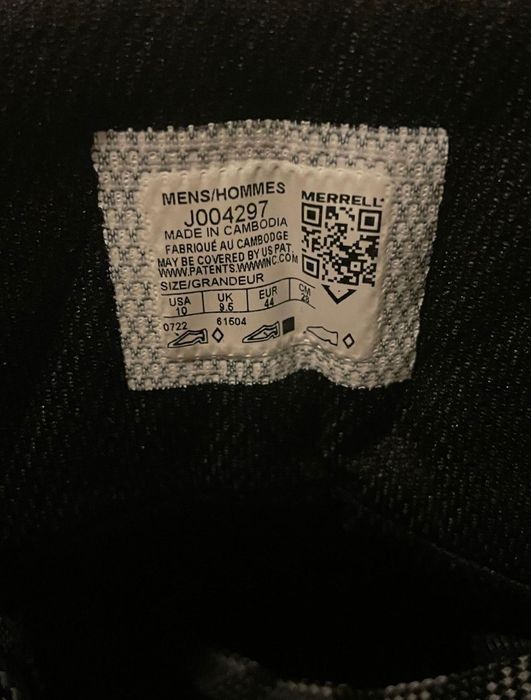 MENS/HOMMES
J004297
MADE IN CAMBODIA
FABRIQUÉ AU CAMBODGE
MAY BE COVERED BY US PAT.
WWW.PATENTS.WWWINC.COM
SIZE/GRANDEUR
USA UK EUR CM
10 9.5 44 28
0722 61504
MERRELL